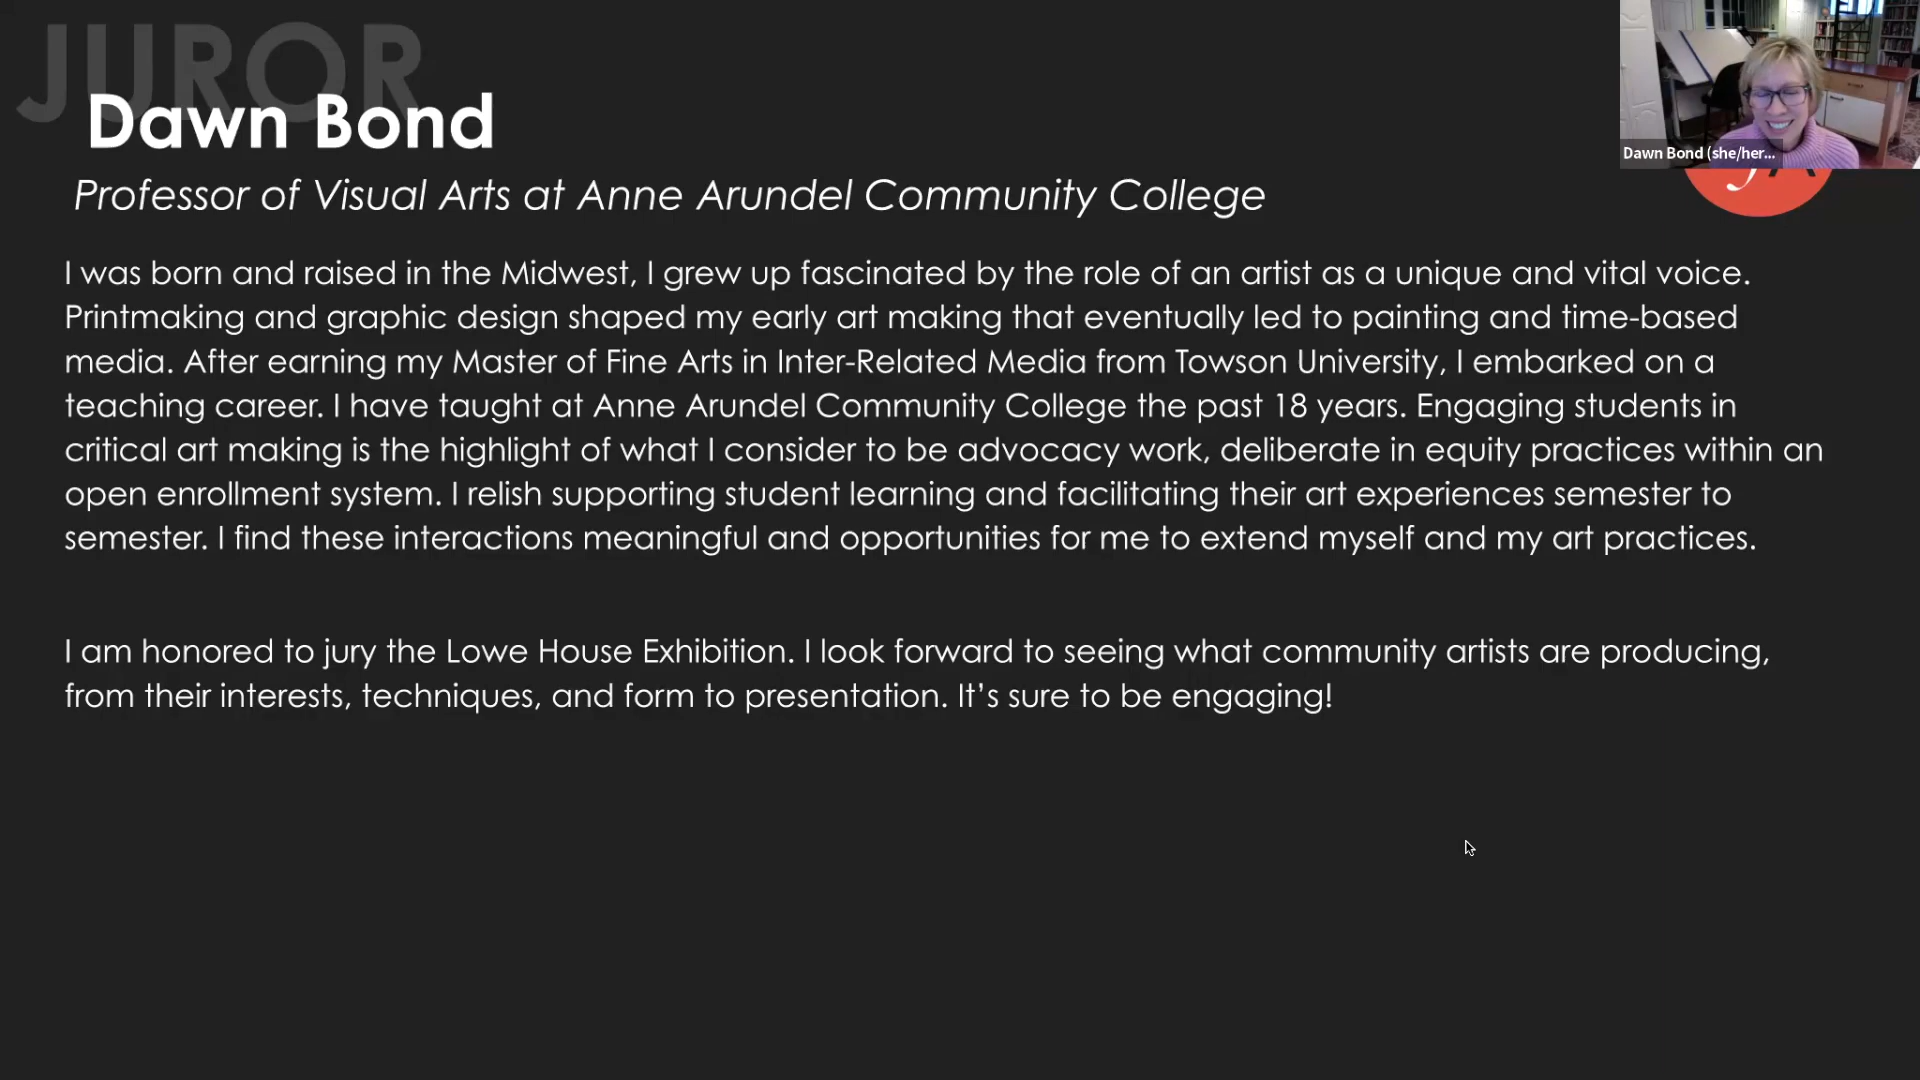 JUROR
Dawn Bond
Professor of Visual Arts at Anne Arundel Community College
I was born and raised in the Midwest, I grew up fascinated by the role of an artist as a unique and vital voice.
Printmaking and graphic design shaped my early art making that eventually led to painting and time-based
media. After earning my Master of Fine Arts in Inter-Related Media from Towson University, I embarked on a
teaching career. I have taught at Anne Arundel Community College the past 18 years. Engaging students in
critical art making is the highlight of what I consider to be advocacy work, deliberate in equity practices within an
open enrollment system. I relish supporting student learning and facilitating their art experiences semester to
semester. I find these interactions meaningful and opportunities for me to extend myself and my art practices.
I am honored to jury the Lowe House Exhibition. I look forward to seeing what community artists are producing,
from their interests, techniques, and form to presentation. It’s sure to be engaging!
Dawn Bond (she/her...